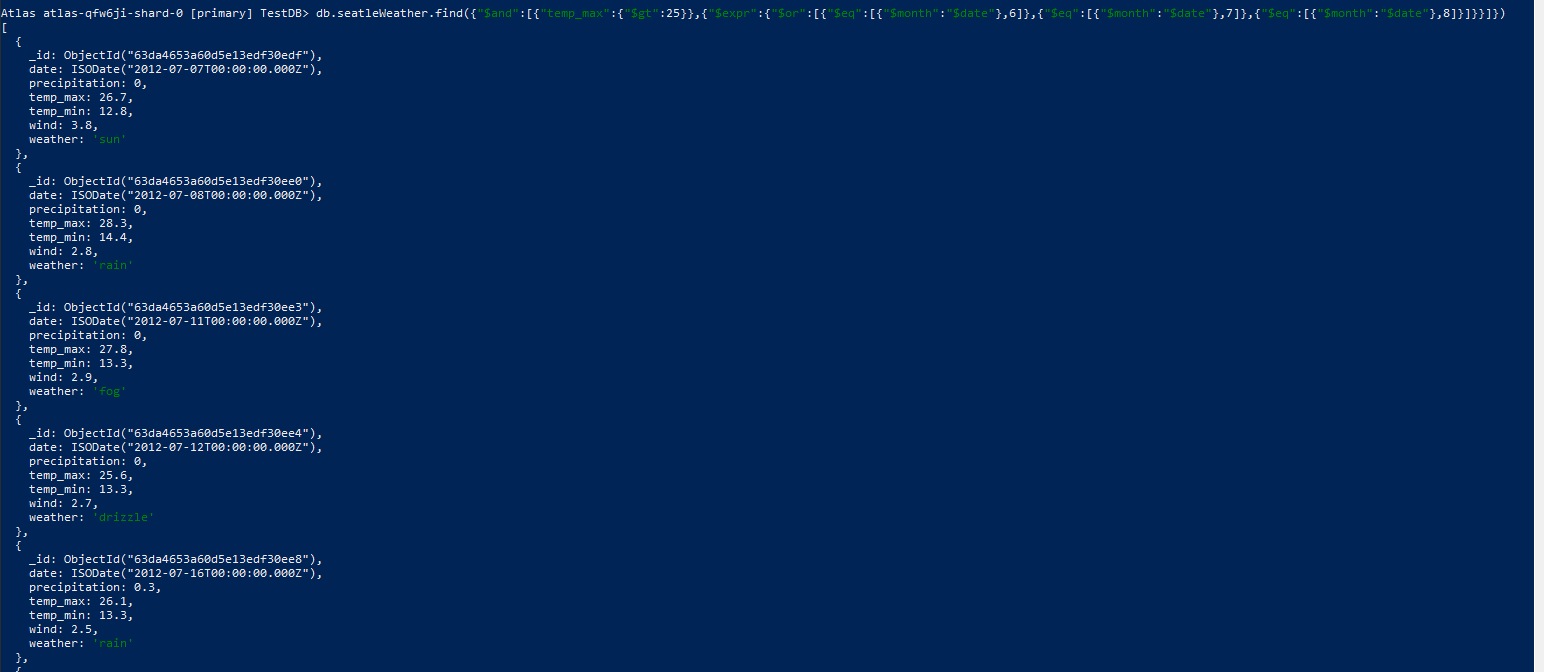 Atlas atlas-qfw6ji-shard-0 [primary] TestDB> db.seatleWeather.find({"$and":[{"temp_max":{"$gt":25}},{"$expr":{"$or":[{"$eq":[{"$month":"$date"},6]},{"$eq":[{"$month":"$date"},7]},{"$eq":[{"$month":"$date"},8]}]}}]})
[
  {
    _id: ObjectId("63da4653a60d5e13edf30edf"),
    date: ISODate("2012-07-07T00:00:00.000Z"),
    precipitation: 0,
    temp_max: 26.7,
    temp_min: 12.8,
    wind: 3.8,
    weather: 'sun'
  },
  {
    _id: ObjectId("63da4653a60d5e13edf30ee0"),
    date: ISODate("2012-07-08T00:00:00.000Z"),
    precipitation: 0,
    temp_max: 28.3,
    temp_min: 14.4,
    wind: 2.8,
    weather: 'rain'
  },
  {
    _id: ObjectId("63da4653a60d5e13edf30ee3"),
    date: ISODate("2012-07-11T00:00:00.000Z"),
    precipitation: 0,
    temp_max: 27.8,
    temp_min: 13.3,
    wind: 2.9,
    weather: 'fog'
  },
  {
    _id: ObjectId("63da4653a60d5e13edf30ee4"),
    date: ISODate("2012-07-12T00:00:00.000Z"),
    precipitation: 0,
    temp_max: 25.6,
    temp_min: 13.3,
    wind: 2.7,
    weather: 'drizzle'
  },
  {
    _id: ObjectId("63da4653a60d5e13edf30ee8"),
    date: ISODate("2012-07-16T00:00:00.000Z"),
    precipitation: 0.3,
    temp_max: 26.1,
    temp_min: 13.3,
    wind: 2.5,
    weather: 'rain'
  },
  {